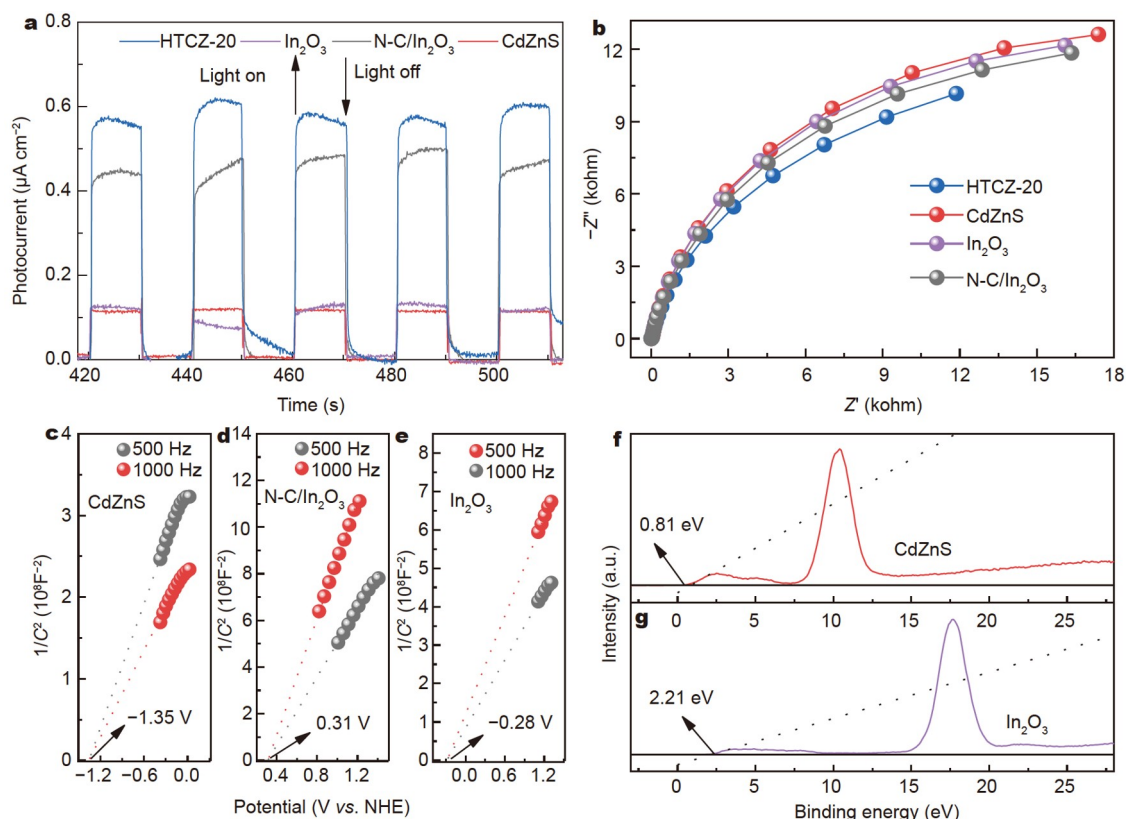 a
HTCZ-20 In₂O₃ N-C/In₂O₃ CdZnS
Light on
Light off
Photocurrent (μA cm⁻²)
0.8
0.6
0.4
0.2
0.0
420 440 460 480 500
Time (s)
b
−Z" (kohm)
12
9
6
3
0
HTCZ-20
CdZnS
In₂O₃
N-C/In₂O₃
0 3 6 9 12 15 18
Z' (kohm)
c
500 Hz
1000 Hz
CdZnS
1/C² (10⁸F⁻²)
4
3
2
1
0
−1.35 V
−1.2 −0.6 0.0
d
500 Hz
1000 Hz
N-C/In₂O₃
1/C² (10⁸F⁻²)
14
12
10
8
6
4
2
0
0.31 V
0.4 0.8 1.2
e
500 Hz
1000 Hz
In₂O₃
1/C² (10⁸F⁻²)
8
7
6
5
4
3
2
1
0
−0.28 V
0.0 0.6 1.2
Potential (V vs. NHE)
f
0.81 eV
CdZnS
0 5 10 15 20 25
Intensity (a.u.)
g
2.21 eV
In₂O₃
0 5 10 15 20 25
Binding energy (eV)